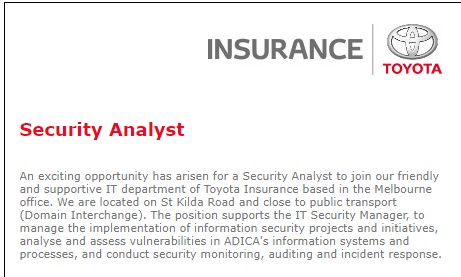 INSURANCE
TOYOTA
Security Analyst
An exciting opportunity has arisen for a Security Analyst to join our friendly
and supportive IT department of Toyota Insurance based in the Melbourne
office. We are located on St Kilda Road and close to public transport
(Domain Interchange). The position supports the IT Security Manager, to
manage the implementation of information security projects and initiatives,
analyse and assess vulnerabilities in ADICA's information systems and
processes, and conduct security monitoring, auditing and incident response.